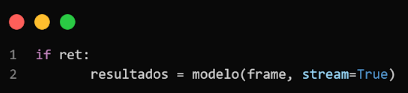 1 if ret:
2 resultados = modelo(frame, stream=True)